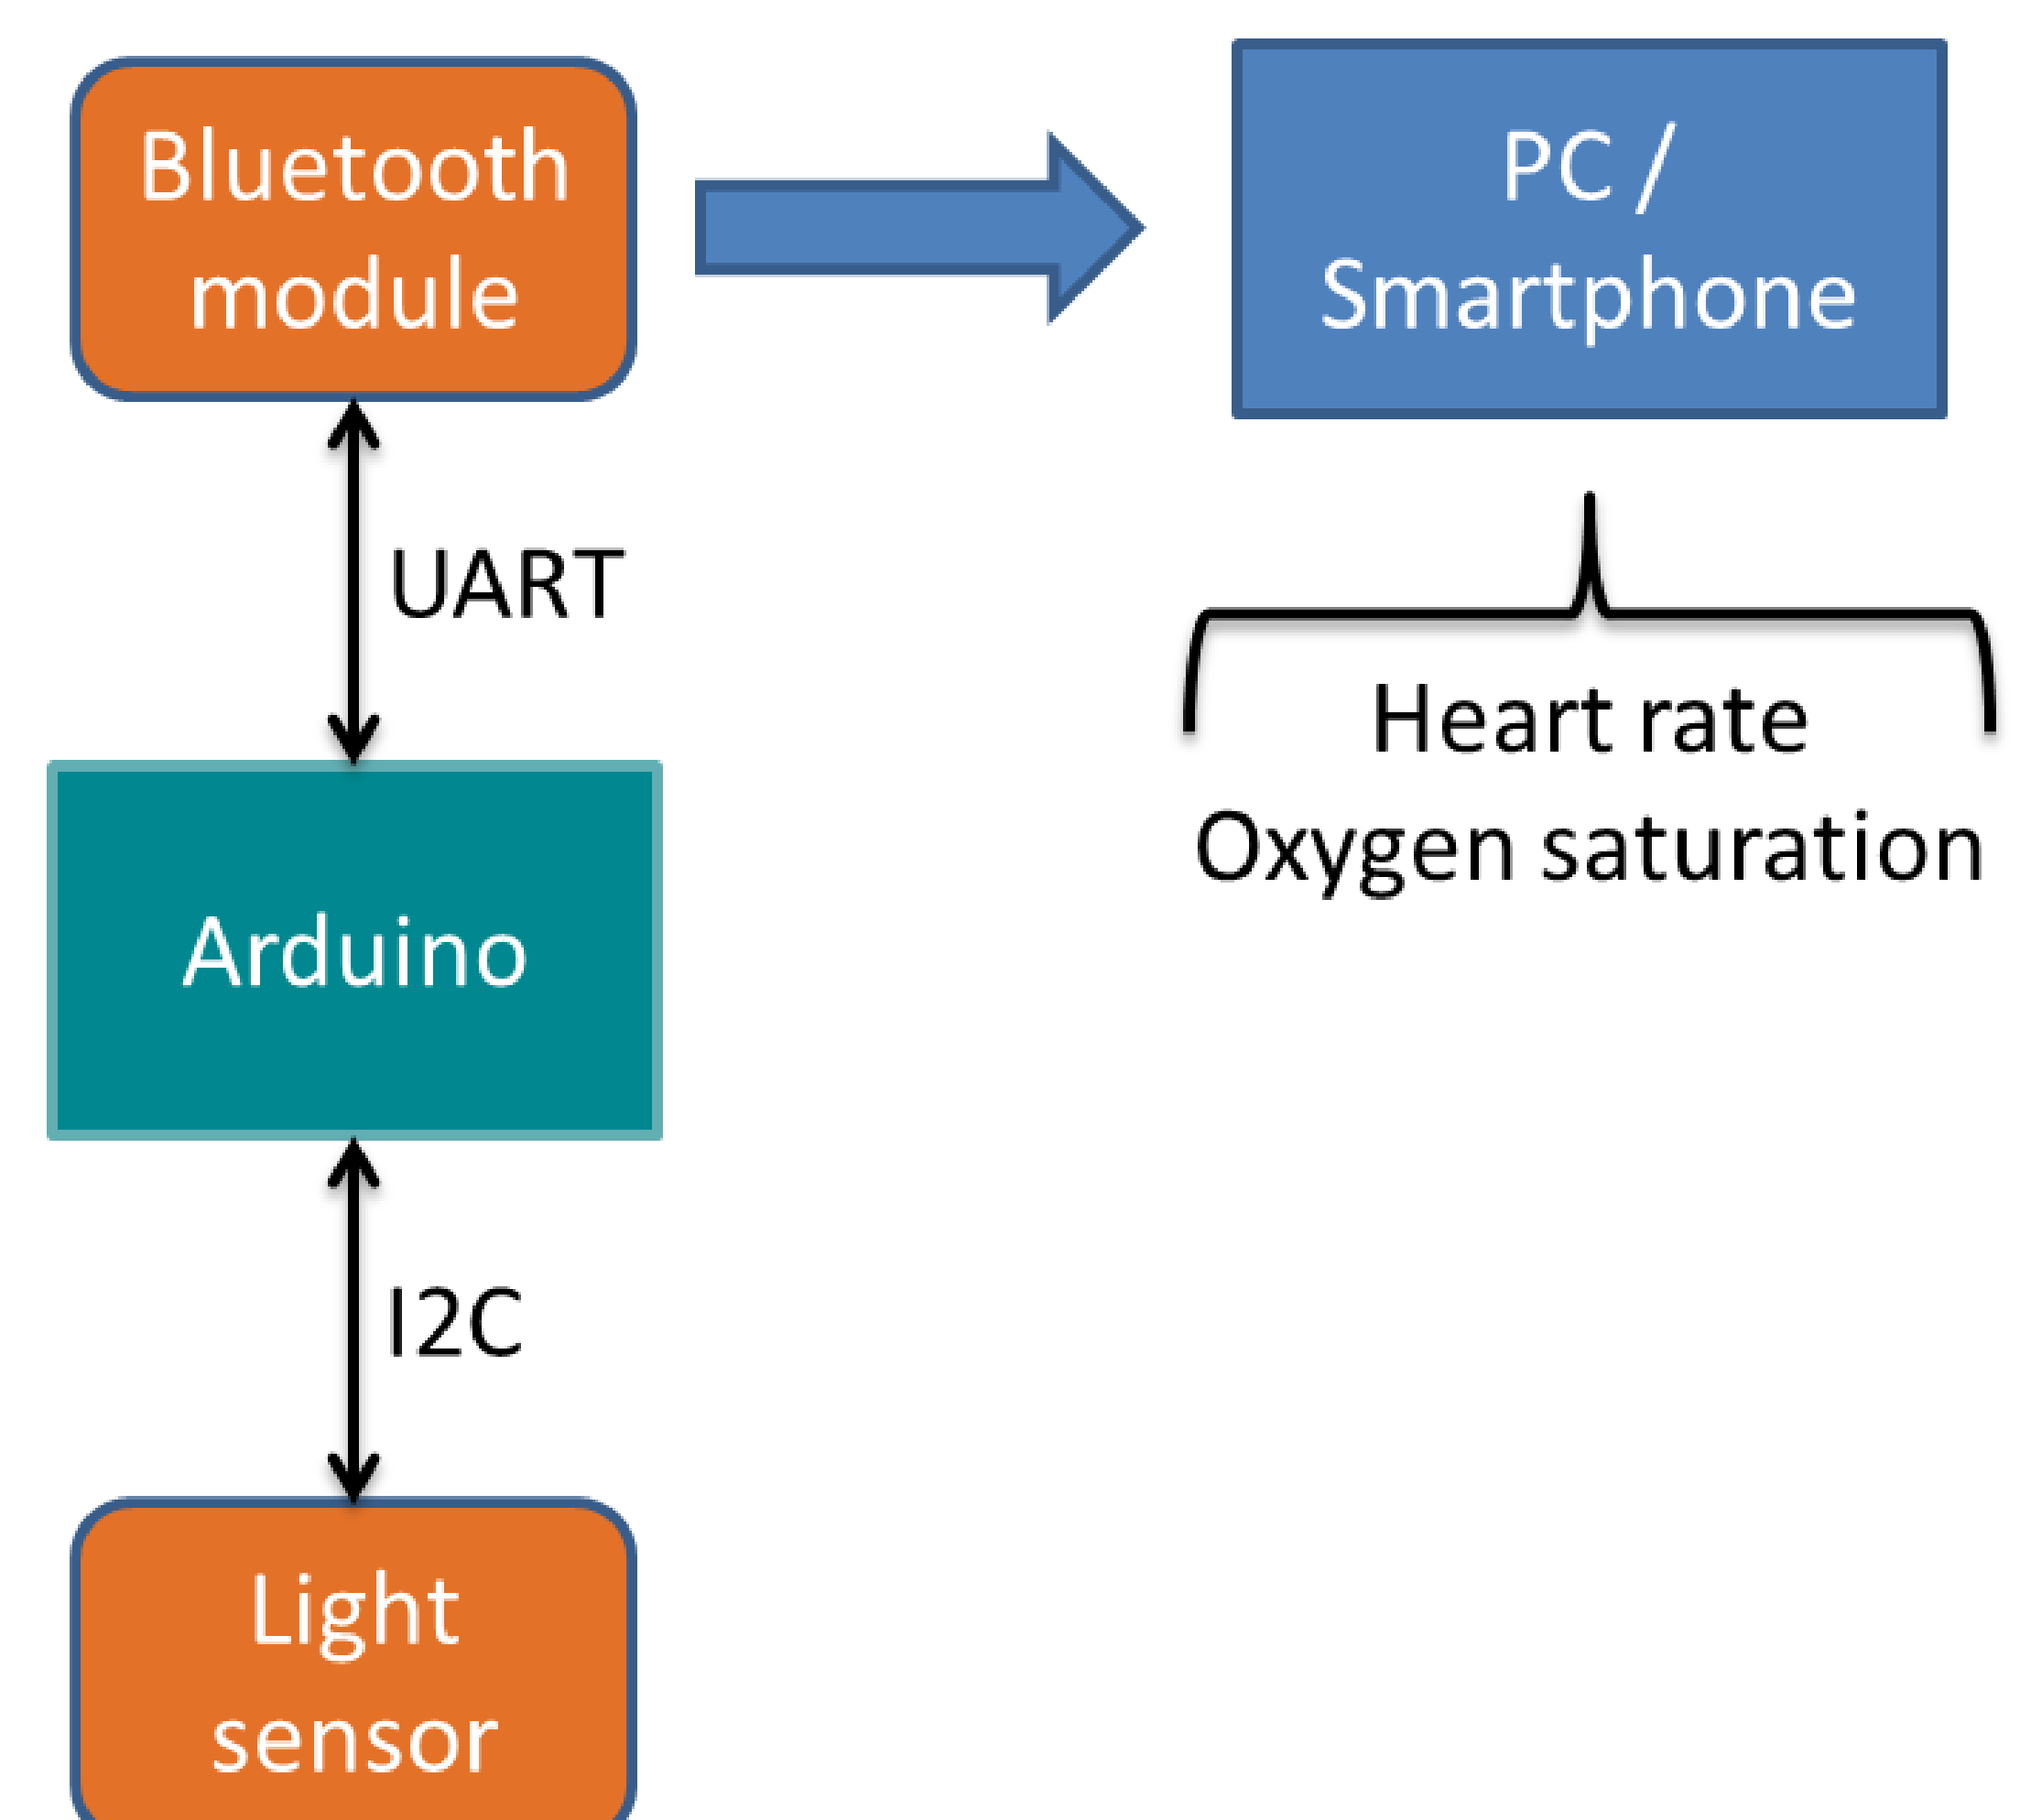 Bluetooth
module
PC /
Smartphone
UART
Heart rate
Oxygen saturation
Arduino
I2C
Light
sensor